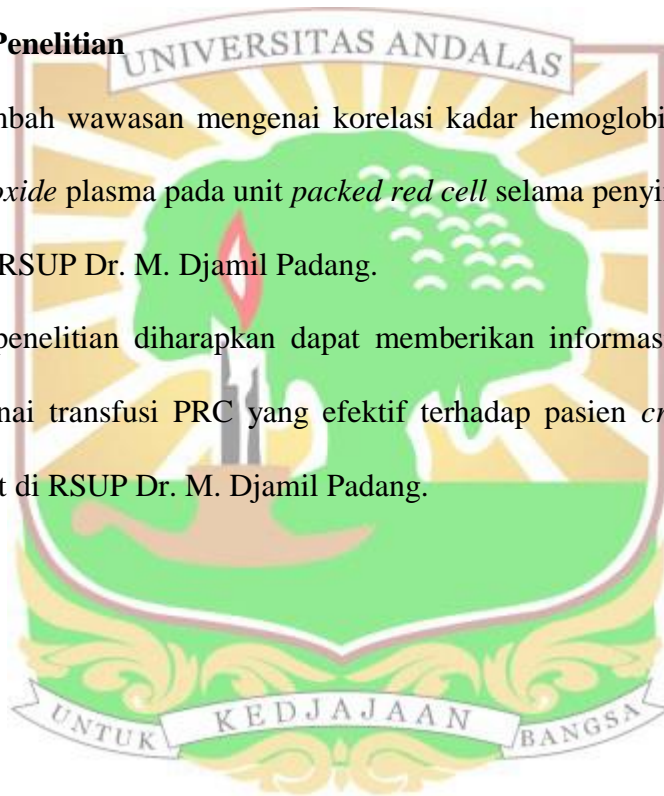 Penelitian
UNIVERSITAS ANDALAS
nbah wawasan mengenai korelasi kadar hemoglobi
oxide plasma pada unit packed red cell selama penyi
RSUP Dr. M. Djamil Padang.
penelitian diharapkan dapat memberikan informas
nai transfusi PRC yang efektif terhadap pasien cr
t di RSUP Dr. M. Djamil Padang.
UNTUK KEDJAJAAN BANGSA